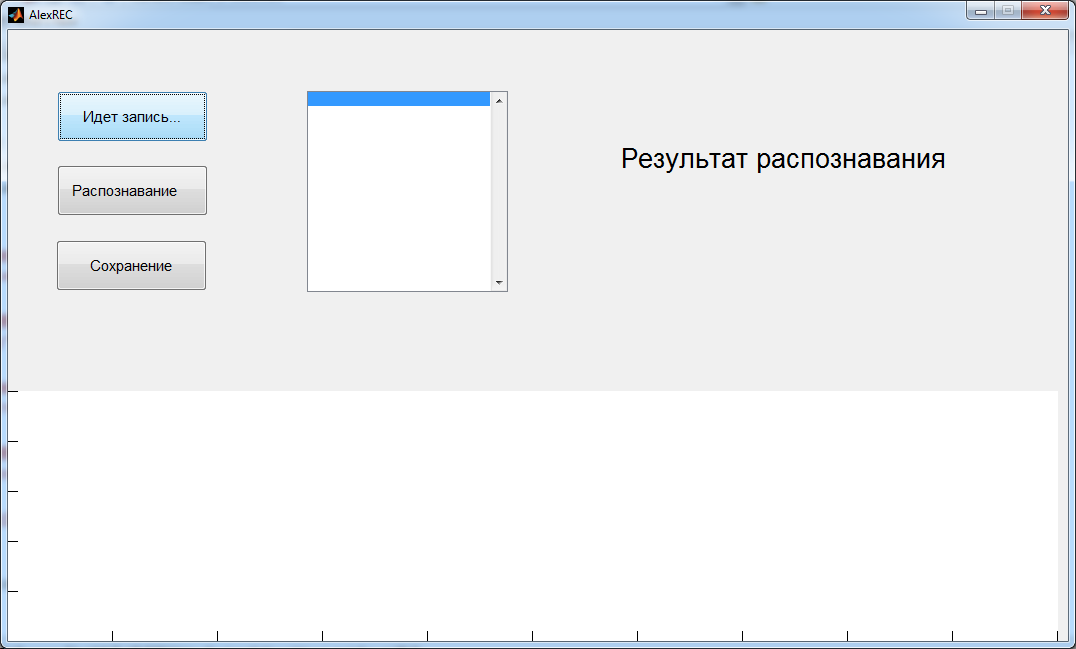 AlexREC
Идет запись...
Распознавание
Сохранение
Результат распознавания